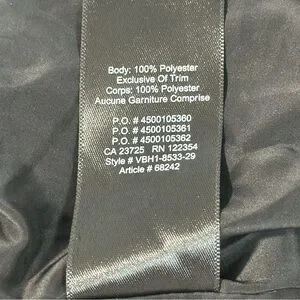 Body: 100% Polyester
Exclusive Of Trim
Corps: 100% Polyester
Aucune Garniture Comprise
P.O. # 4500105360
P.O. # 4500105361
P.O. # 4500105362
CA 23725 RN 122354
Style # VBH1-8533-29
Article # 68242